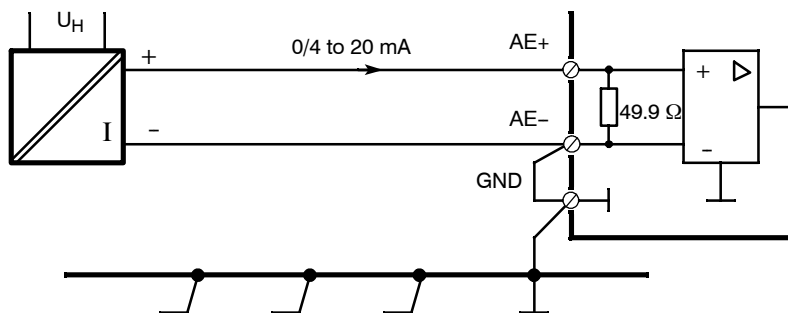 U_H
+
0/4 to 20 mA
AE+
+
49.9 Ω
I
−
AE−
−
GND